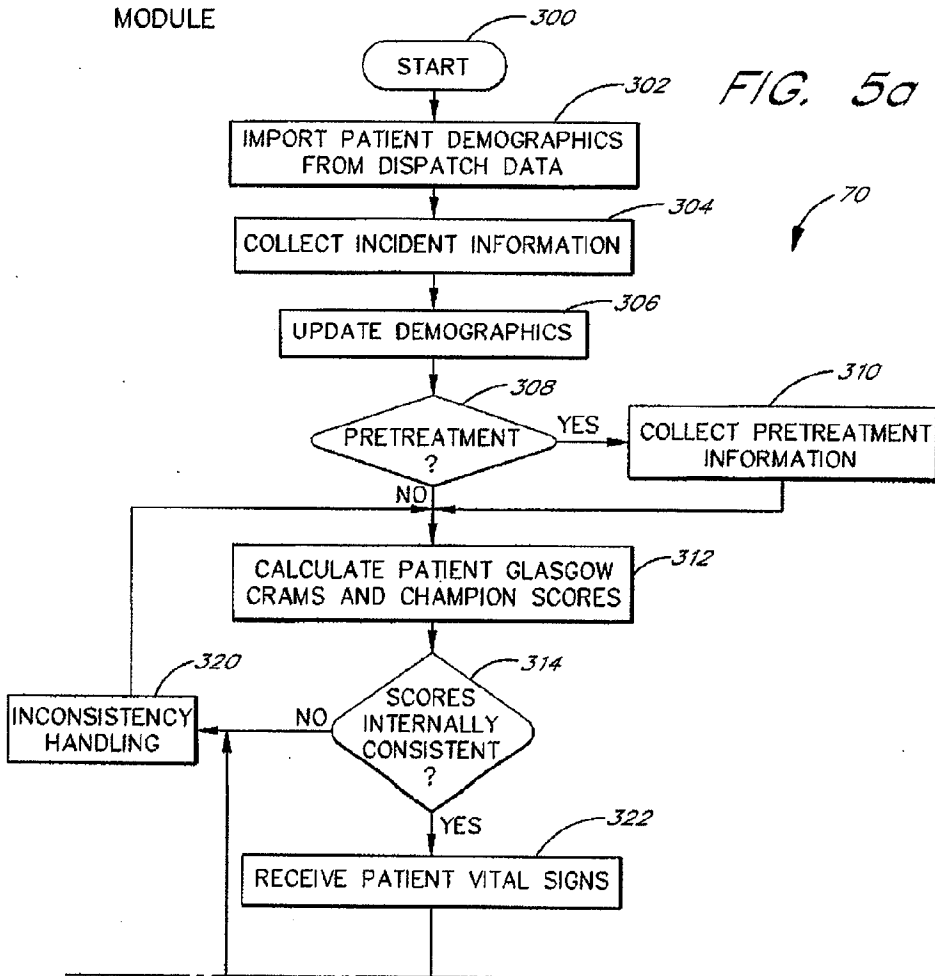 MODULE
300
START
FIG. 5a
302
IMPORT PATIENT DEMOGRAPHICS
FROM DISPATCH DATA
70
304
COLLECT INCIDENT INFORMATION
306
UPDATE DEMOGRAPHICS
308
310
PRETREATMENT
?
YES
COLLECT PRETREATMENT
INFORMATION
NO
312
CALCULATE PATIENT GLASGOW
CRAMS AND CHAMPION SCORES
314
320
SCORES
INTERNALLY
CONSISTENT
?
NO
INCONSISTENCY
HANDLING
YES
322
RECEIVE PATIENT VITAL SIGNS